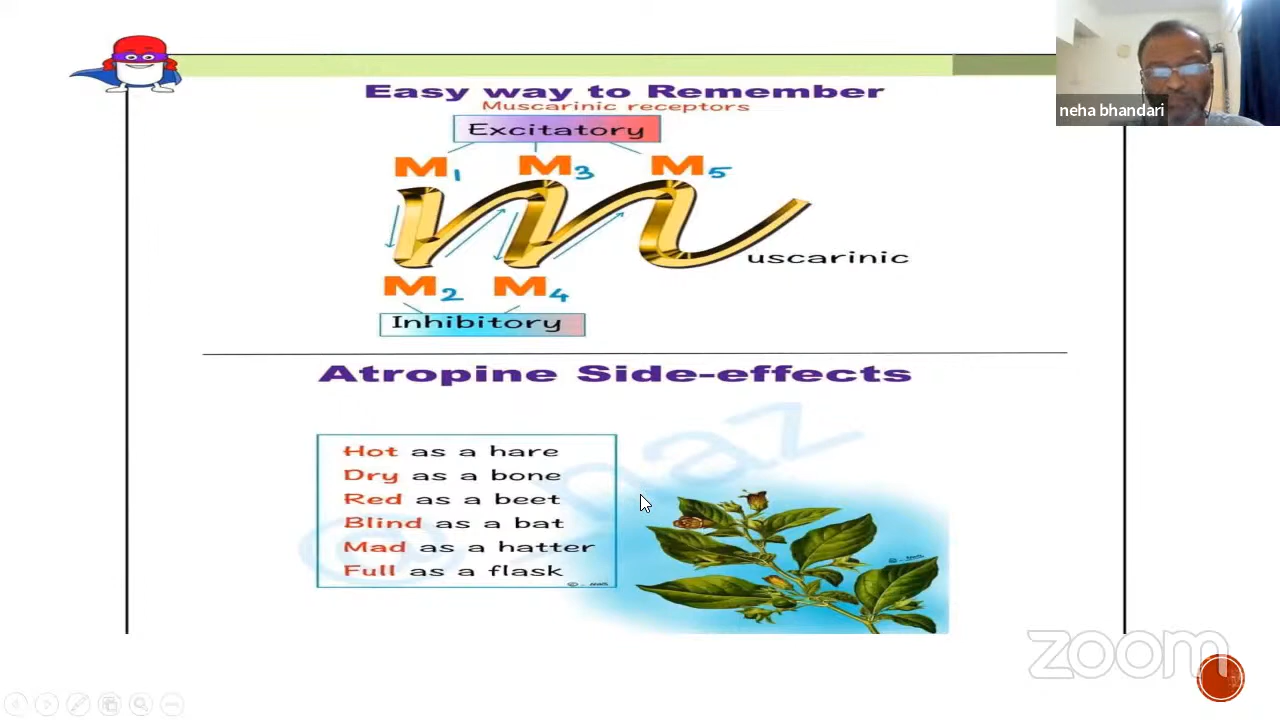 neha bhandari
Easy way to Remember
Muscarinic receptors
Excitatory
M1 M3 M5
m
uscarinic
M2 M4
Inhibitory
Atropine Side-effects
Hot as a hare
Dry as a bone
Red as a beet
Blind as a bat
Mad as a hatter
Full as a flask
zoom